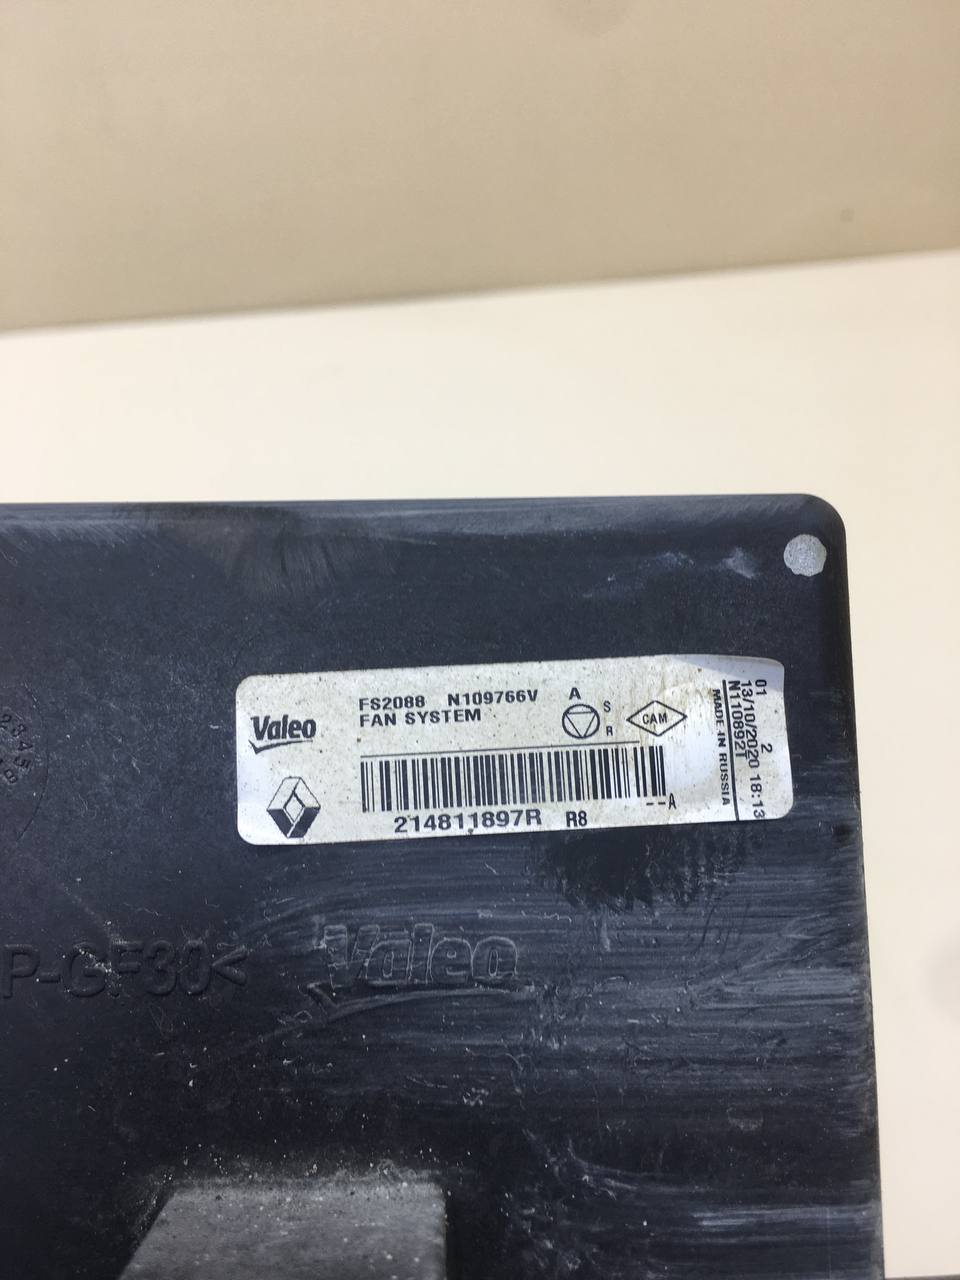 Valeo
FS2088 N109766V
FAN SYSTEM
A
S
R
CAM
--A
214811897R R8
01 2
13/10/2020 18:13
N110892T
MADE IN RUSSIA
P-GF30<
Valeo